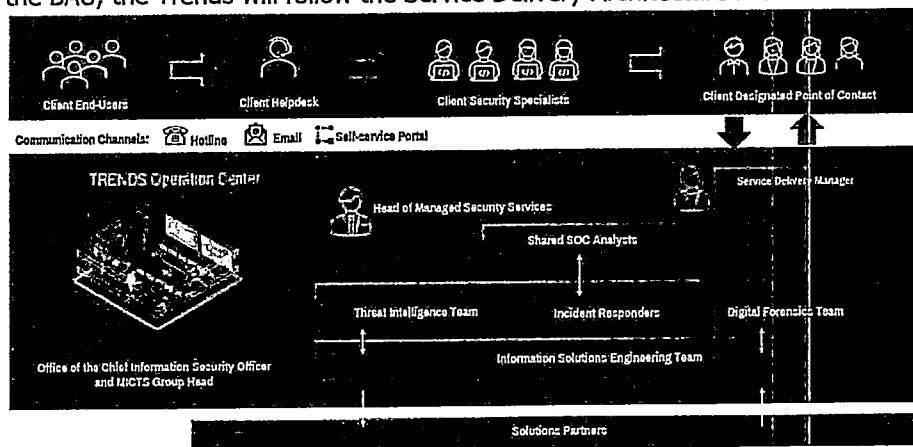 the BAU, the Trends will follow the Service Delivery Architecture
Client End-Users
Client Helpdesk
Client Security Specialists
Client Designated Point of Contact
Communication Channels: Hotline Email Self-service Portal
TRENDS Operation Center
Service Delivery Manager
Head of Managed Security Services
Shared SOC Analysts
Threat Intelligence Team
Incident Responders
Digital Forensics Team
Information Solutions Engineering Team
Office of the Chief Information Security Officer
and MICTS Group Head
Solutions Partners